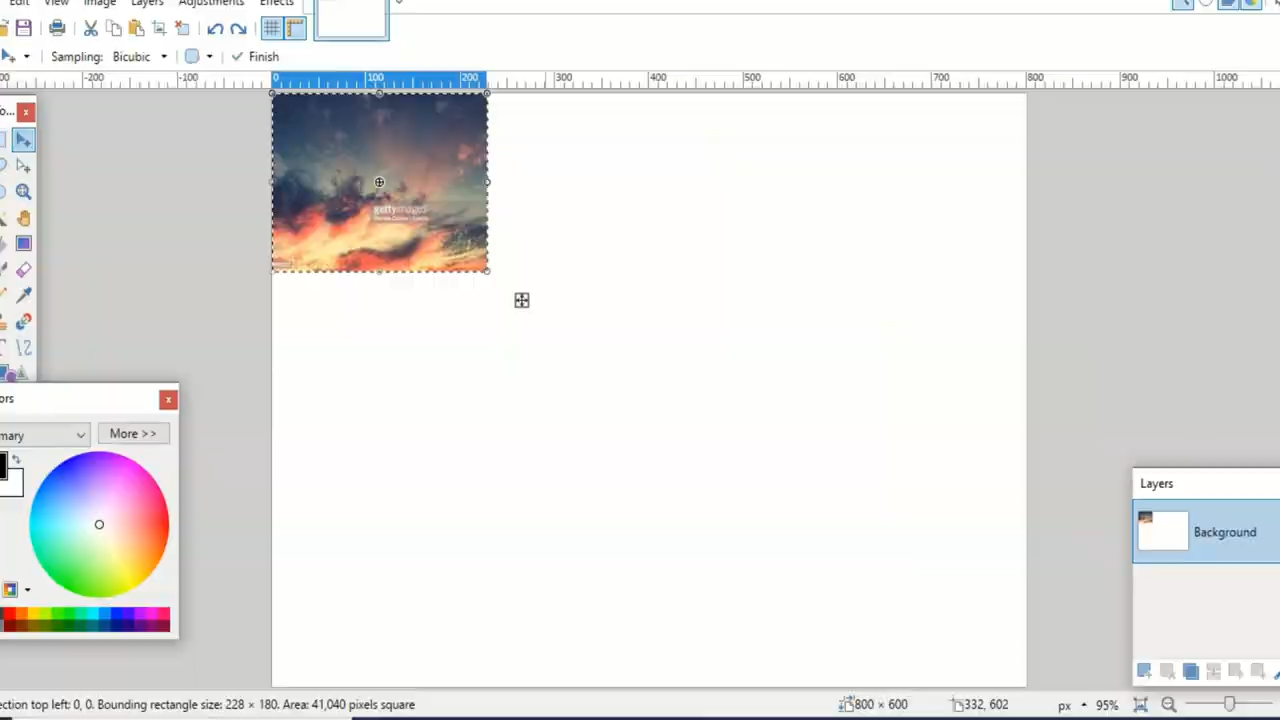 Edit View Image Layers Adjustments Effects
Sampling: Bicubic Finish
-200 -100 0 100 200 300 400 500 600 700 800 900 1000
To...
gettyimages
ors
mary More >>
Layers
Background
ection top left: 0, 0. Bounding rectangle size: 228 × 180. Area: 41,040 pixels square 800 × 600 332, 602 px 95%